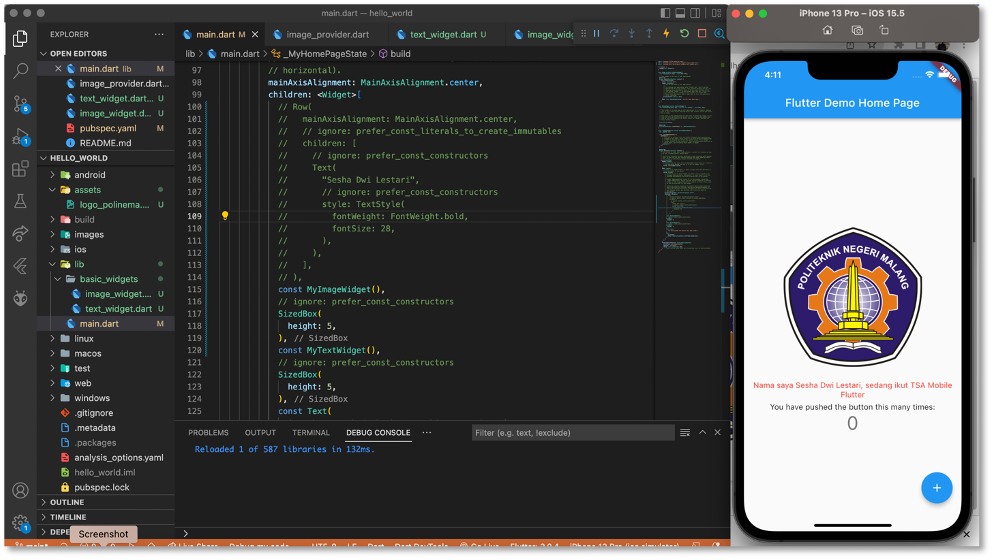 main.dart — hello_world
EXPLORER
OPEN EDITORS
main.dart lib M
image_provider.dart...
text_widget.dart... U
image_widget.d... U
pubspec.yaml M
README.md
HELLO_WORLD
android
assets
logo_polinema.... U
build
images
ios
lib
basic_widgets
image_widget.... U
text_widget.dart U
main.dart M
linux
macos
test
web
windows
.gitignore
.metadata
.packages
analysis_options.yaml
hello_world.iml
pubspec.lock
OUTLINE
TIMELINE
DEPE
Screenshot
5
1
1
main.dart M
image_provider.dart
text_widget.dart U
image_widg
lib > main.dart > _MyHomePageState > build
97 // horizontal).
98 mainAxisAlignment: MainAxisAlignment.center,
99 children: <Widget>[
100 // Row(
101 // mainAxisAlignment: MainAxisAlignment.center,
102 // // ignore: prefer_const_literals_to_create_immutables
103 // children: [
104 // // ignore: prefer_const_constructors
105 // Text(
106 // "Sesha Dwi Lestari",
107 // // ignore: prefer_const_constructors
108 // style: TextStyle(
109 // fontWeight: FontWeight.bold,
110 // fontSize: 28,
111 // ),
112 // ),
113 // ],
114 // ),
115 const MyImageWidget(),
116 // ignore: prefer_const_constructors
117 SizedBox(
118 height: 5,
119 ), // SizedBox
120 const MyTextWidget(),
121 // ignore: prefer_const_constructors
122 SizedBox(
123 height: 5,
124 ), // SizedBox
125 const Text(
PROBLEMS OUTPUT TERMINAL DEBUG CONSOLE ...
Filter (e.g. text, !exclude)
Reloaded 1 of 587 libraries in 132ms.
iPhone 13 Pro – iOS 15.5
4:11
Flutter Demo Home Page
POLITEKNIK NEGERI MALANG
Nama saya Sesha Dwi Lestari, sedang ikut TSA Mobile
Flutter
You have pushed the button this many times:
0
+